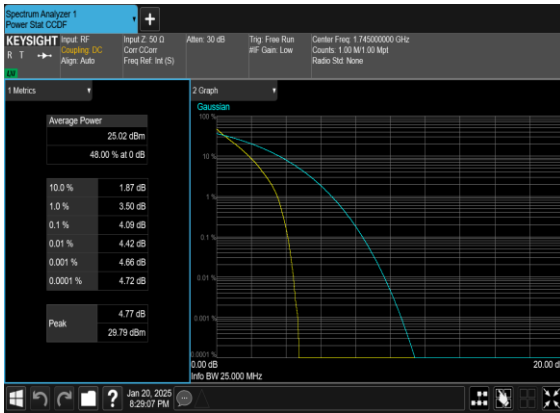 Spectrum Analyzer 1
Power Stat CCDF
+
KEYSIGHT
R T
LXI
Input: RF
Coupling: DC
Align: Auto
Input Z: 50 Ω
Corr CCorr
Freq Ref: Int (S)
Atten: 30 dB
Trig: Free Run
#IF Gain: Low
Center Freq: 1.745000000 GHz
Counts: 1.00 M/1.00 Mpt
Radio Std: None
1 Metrics
Average Power
25.02 dBm
48.00 % at 0 dB
10.0 % 1.87 dB
1.0 % 3.50 dB
0.1 % 4.09 dB
0.01 % 4.42 dB
0.001 % 4.66 dB
0.0001 % 4.72 dB
Peak
4.77 dB
29.79 dBm
2 Graph
Gaussian
100 %
10 %
1 %
0.1 %
0.01 %
0.001 %
0.0001 %
0.00 dB
20.00 d
Info BW 25.000 MHz
?
Jan 20, 2025
8:29:07 PM